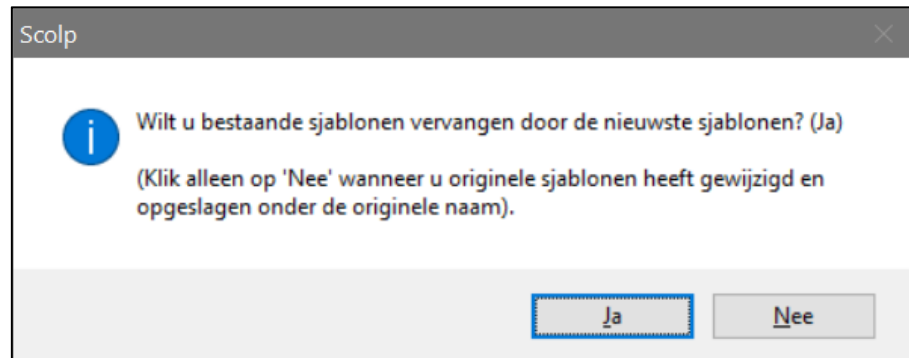 Scolp
Wilt u bestaande sjablonen vervangen door de nieuwste sjablonen? (Ja)
(Klik alleen op 'Nee' wanneer u originele sjablonen heeft gewijzigd en
opgeslagen onder de originele naam).
Ja
Nee